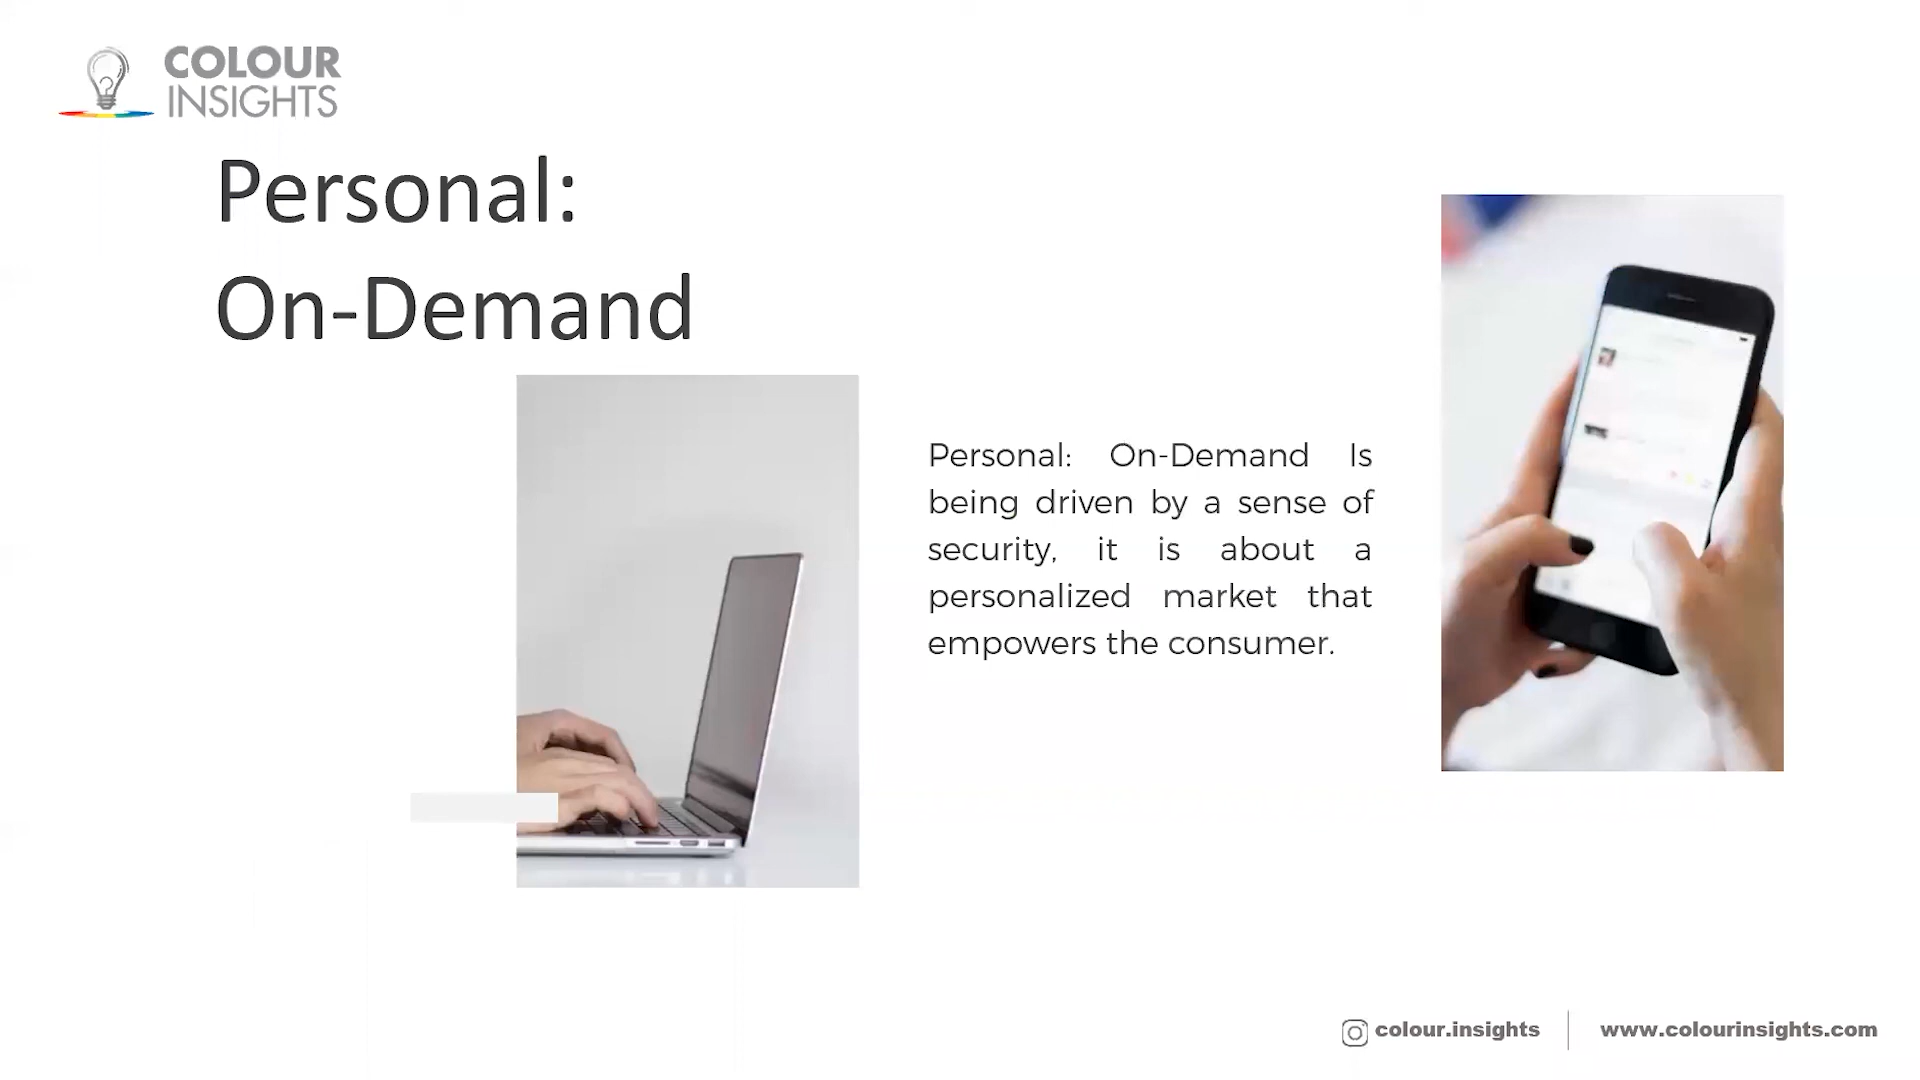 COLOUR
INSIGHTS
Personal:
On-Demand
Personal: On-Demand Is
being driven by a sense of
security, it is about a
personalized market that
empowers the consumer.
colour.insights
www.colourinsights.com